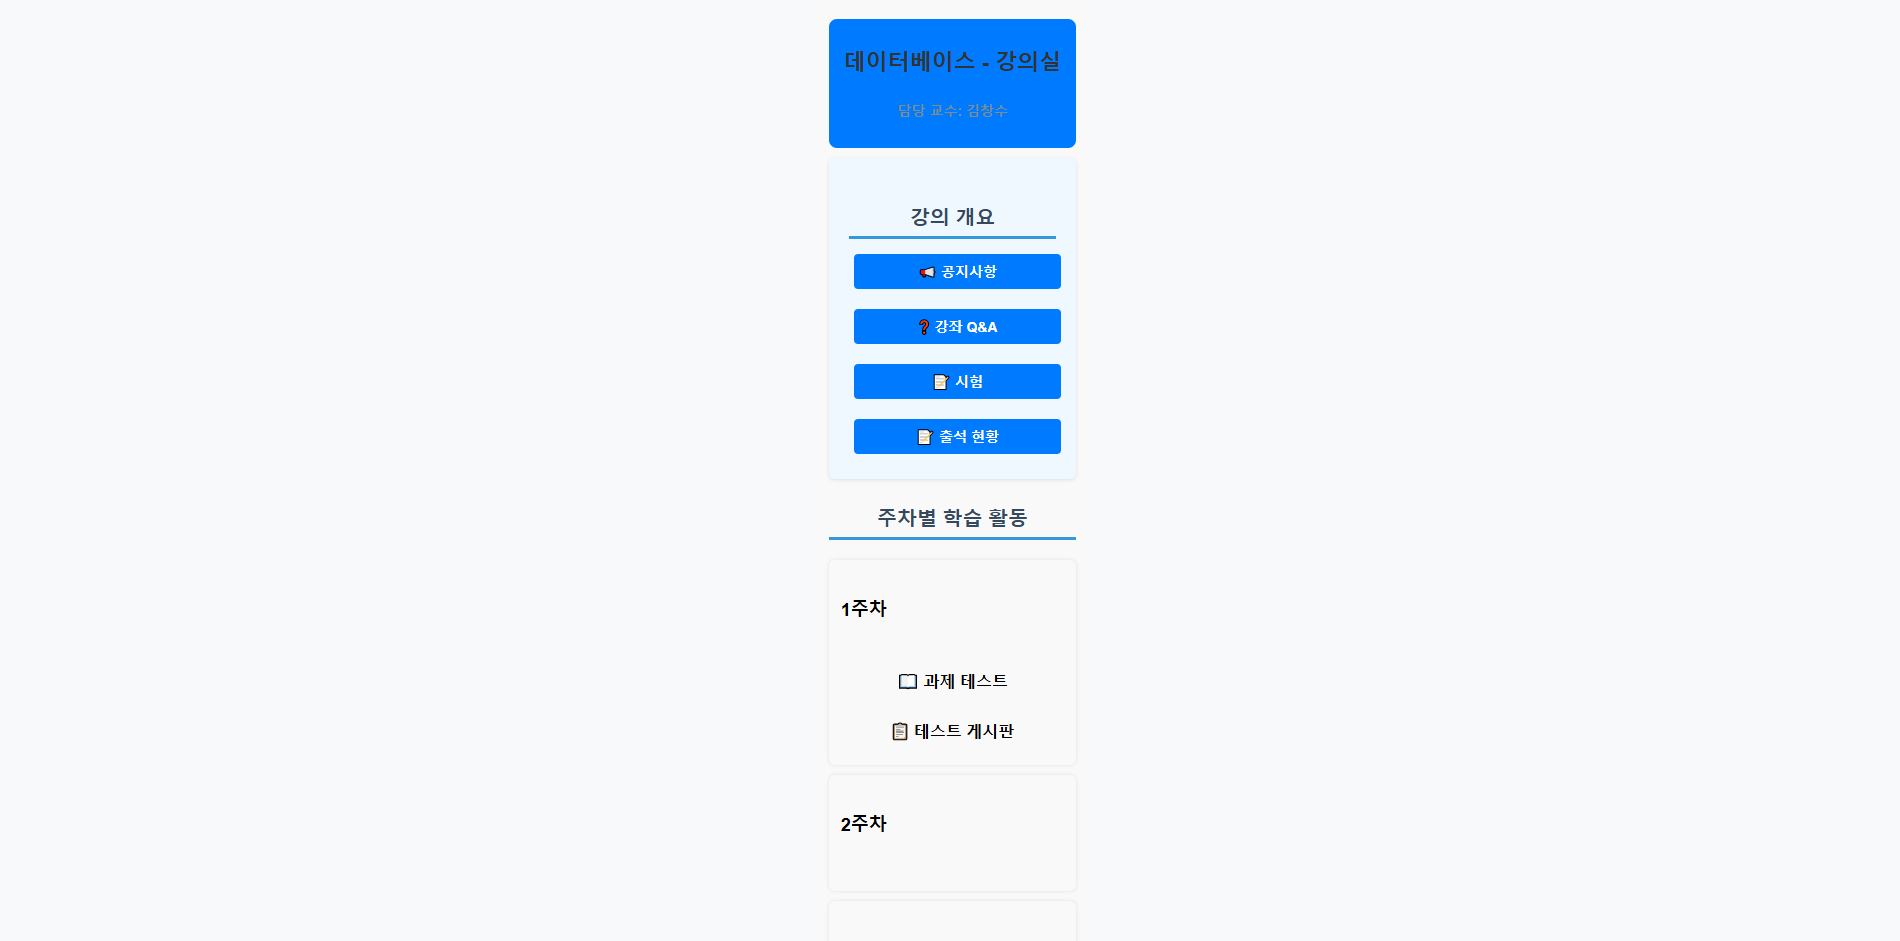 데이터베이스 - 강의실
담당 교수: 김창수
강의 개요
📢 공지사항
❓ 강좌 Q&A
📝 시험
📝 출석 현황
주차별 학습 활동
1주차
📖 과제 테스트
📋 테스트 게시판
2주차